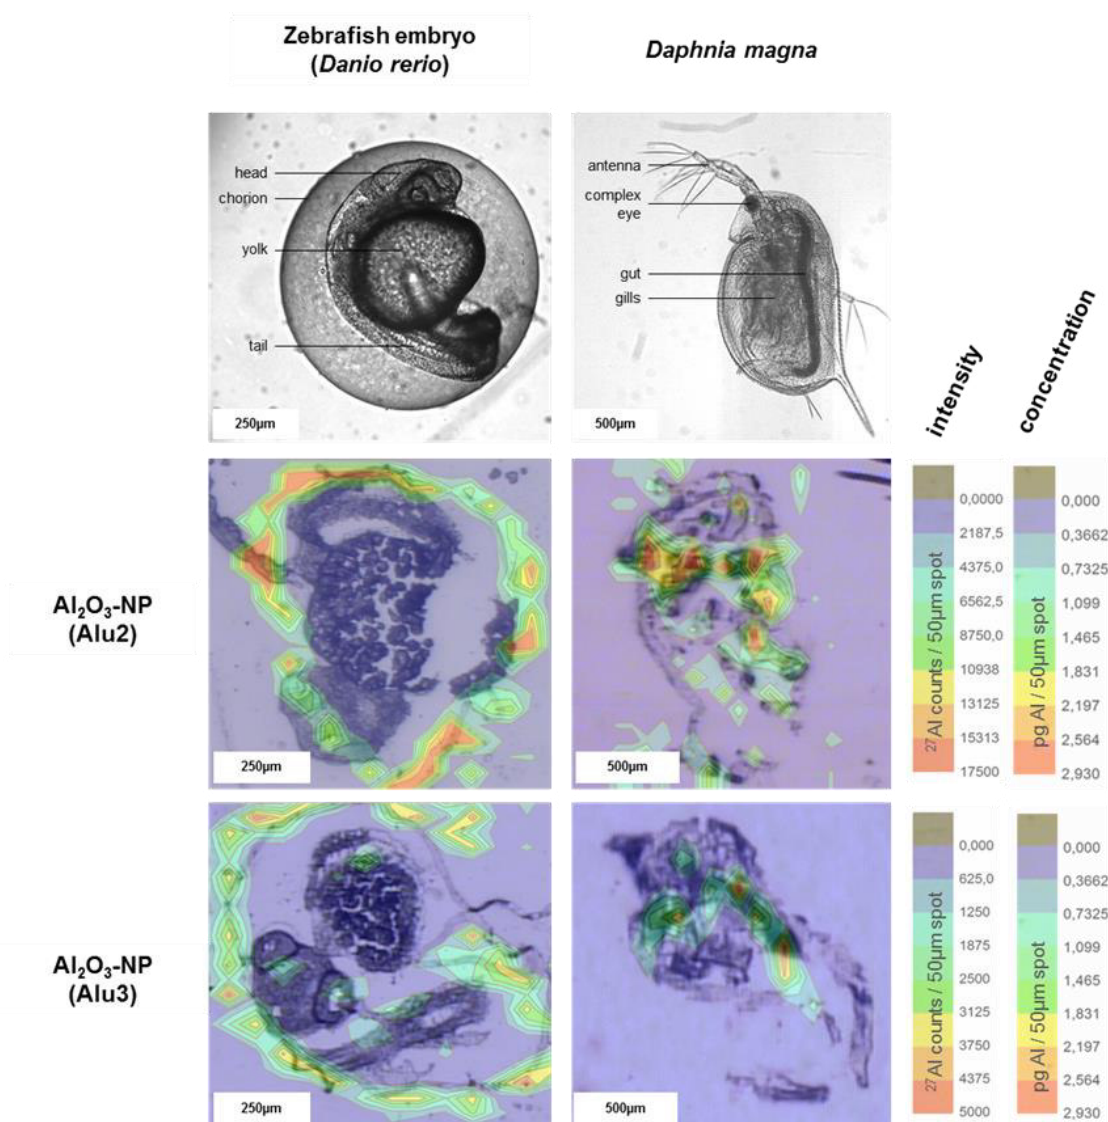 Zebrafish embryo
(Danio rerio)
Daphnia magna
head
chorion
yolk
tail
250µm
antenna
complex
eye
gut
gills
500µm
intensity
concentration
Al₂O₃-NP
(Alu2)
250µm
500µm
²⁷Al counts / 50µm spot
0,0000
2187,5
4375,0
6562,5
8750,0
10938
13125
15313
17500
pg Al / 50µm spot
0,000
0,3662
0,7325
1,099
1,465
1,831
2,197
2,564
2,930
Al₂O₃-NP
(Alu3)
250µm
500µm
²⁷Al counts / 50µm spot
0,000
625,0
1250
1875
2500
3125
3750
4375
5000
pg Al / 50µm spot
0,000
0,3662
0,7325
1,099
1,465
1,831
2,197
2,564
2,930